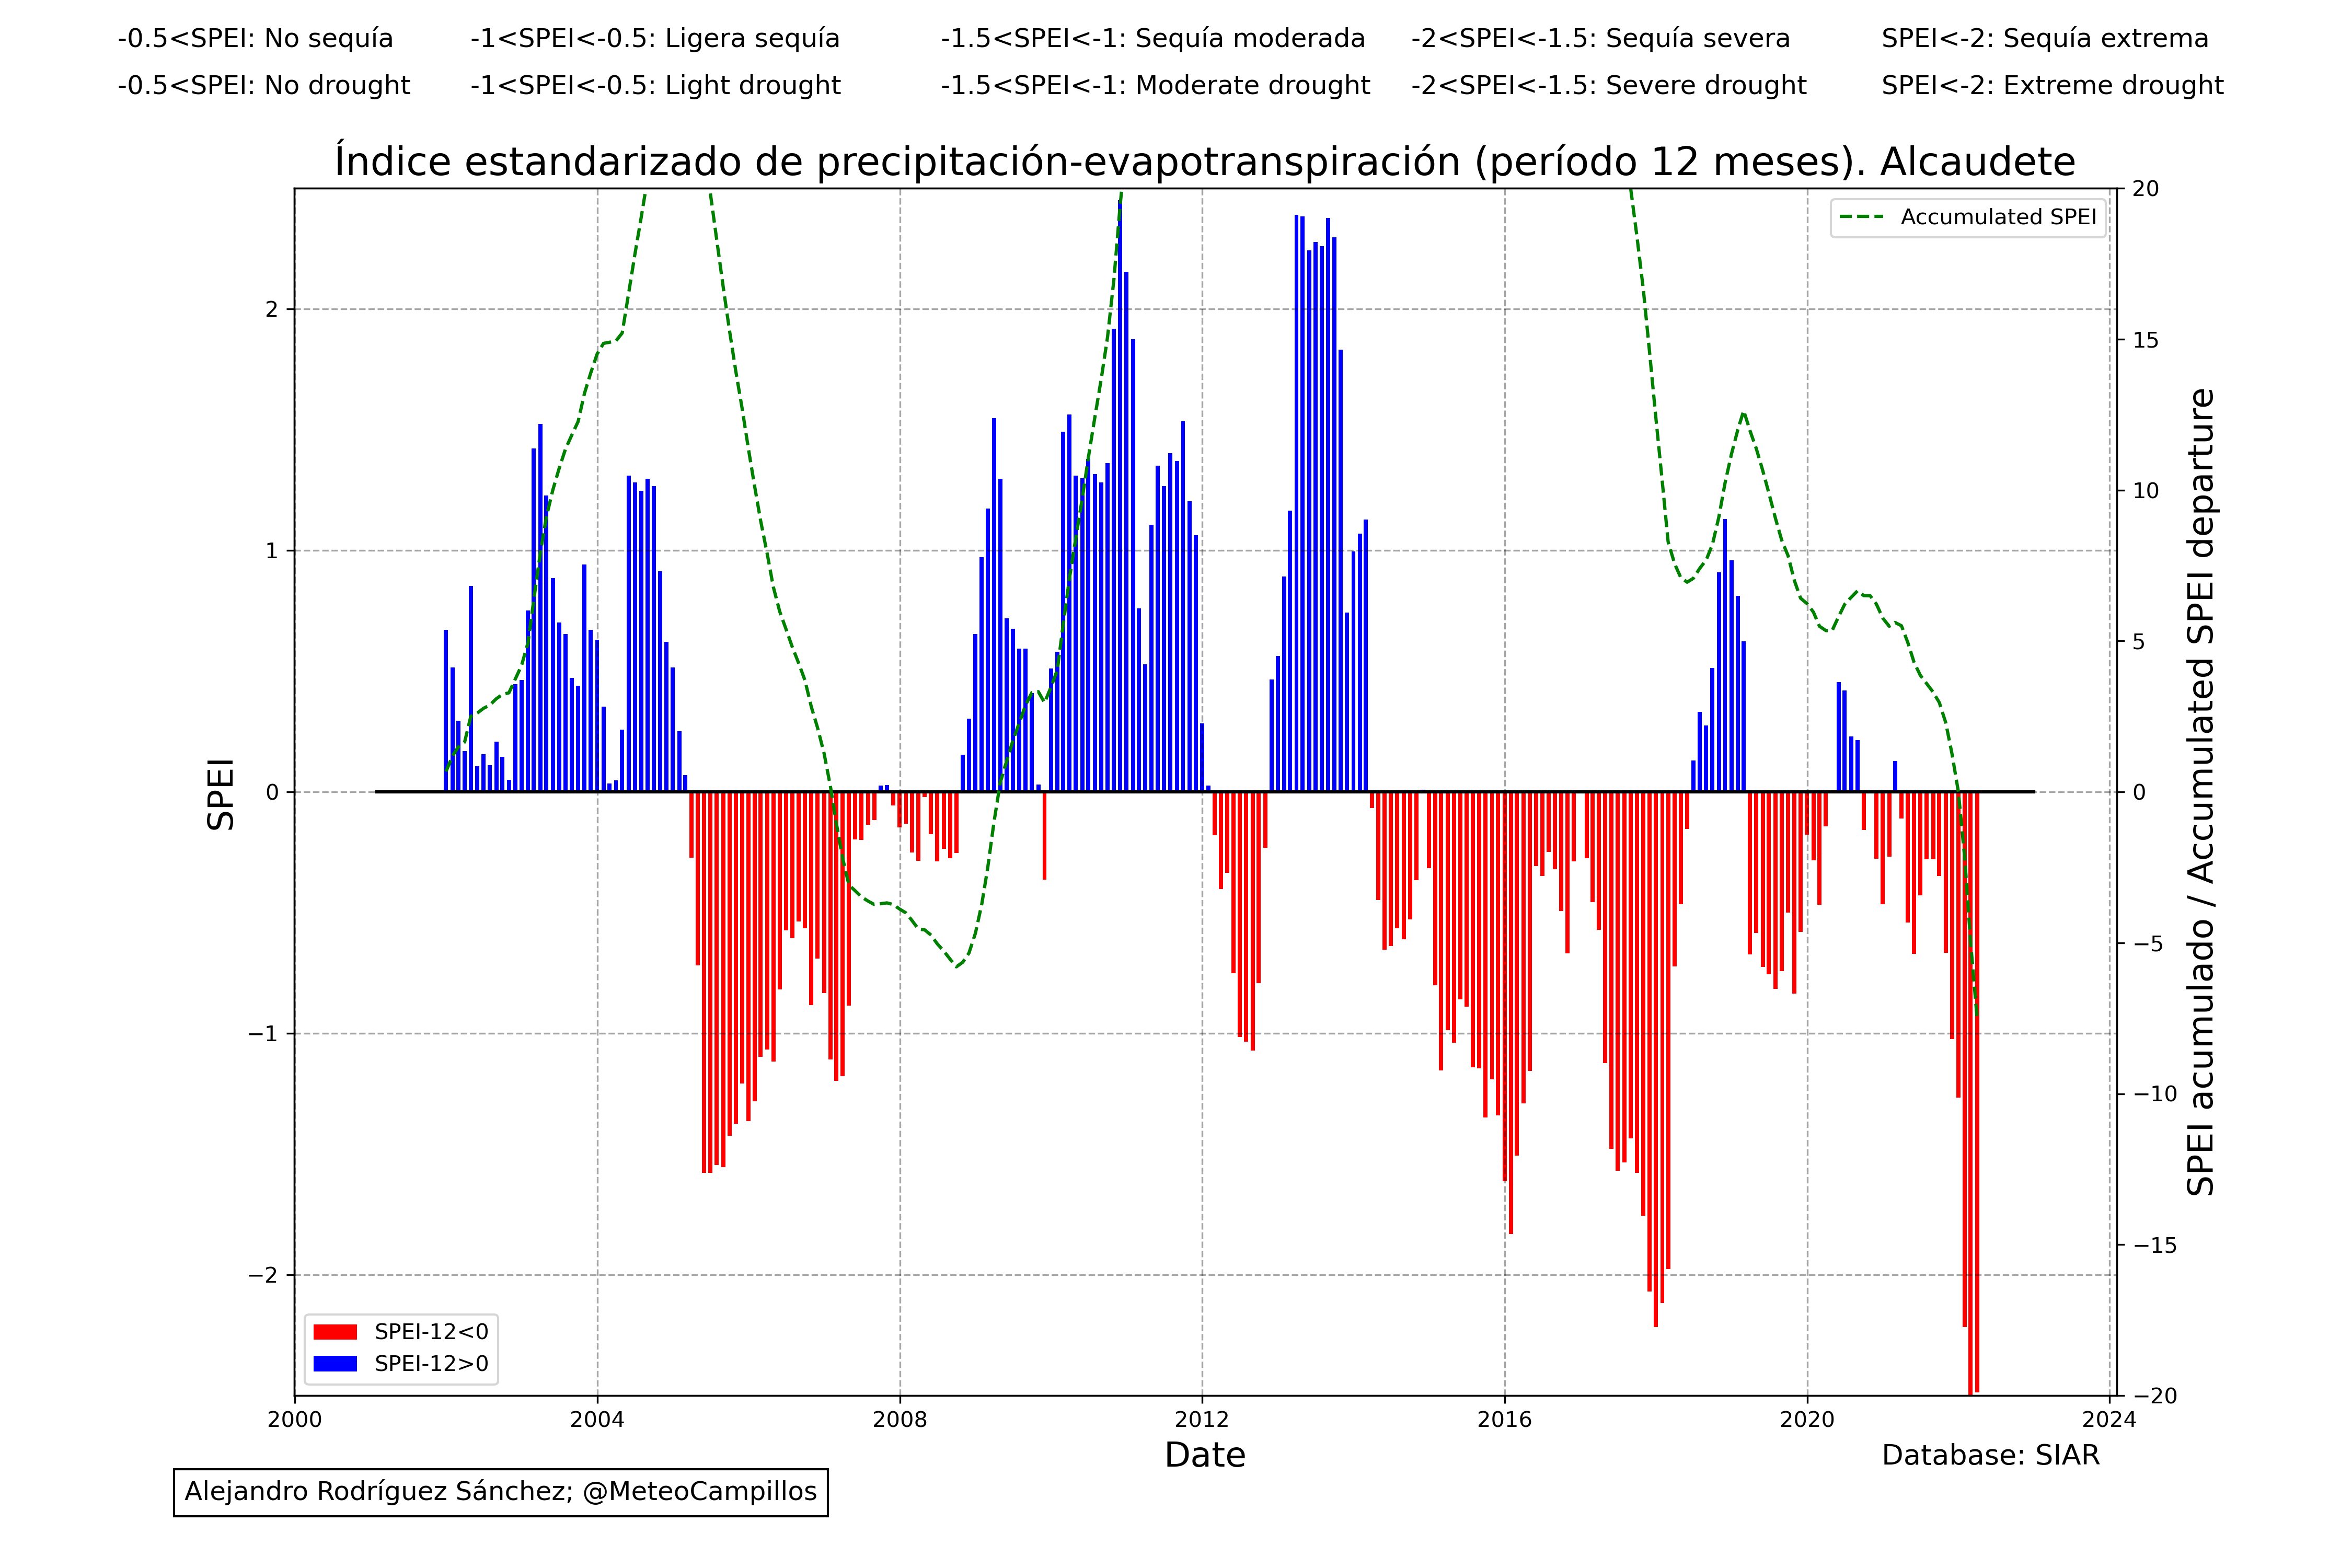 -0.5<SPEI: No sequía -1<SPEI<-0.5: Ligera sequía -1.5<SPEI<-1: Sequía moderada -2<SPEI<-1.5: Sequía severa SPEI<-2: Sequía extrema
-0.5<SPEI: No drought -1<SPEI<-0.5: Light drought -1.5<SPEI<-1: Moderate drought -2<SPEI<-1.5: Severe drought SPEI<-2: Extreme drought
Índice estandarizado de precipitación-evapotranspiración (período 12 meses). Alcaudete
Accumulated SPEI
SPEI
2
1
0
−1
−2
20
15
10
5
0
−5
−10
−15
−20
SPEI acumulado / Accumulated SPEI departure
SPEI-12<0
SPEI-12>0
2000 2004 2008 2012 2016 2020 2024
Date
Database: SIAR
Alejandro Rodríguez Sánchez; @MeteoCampillos